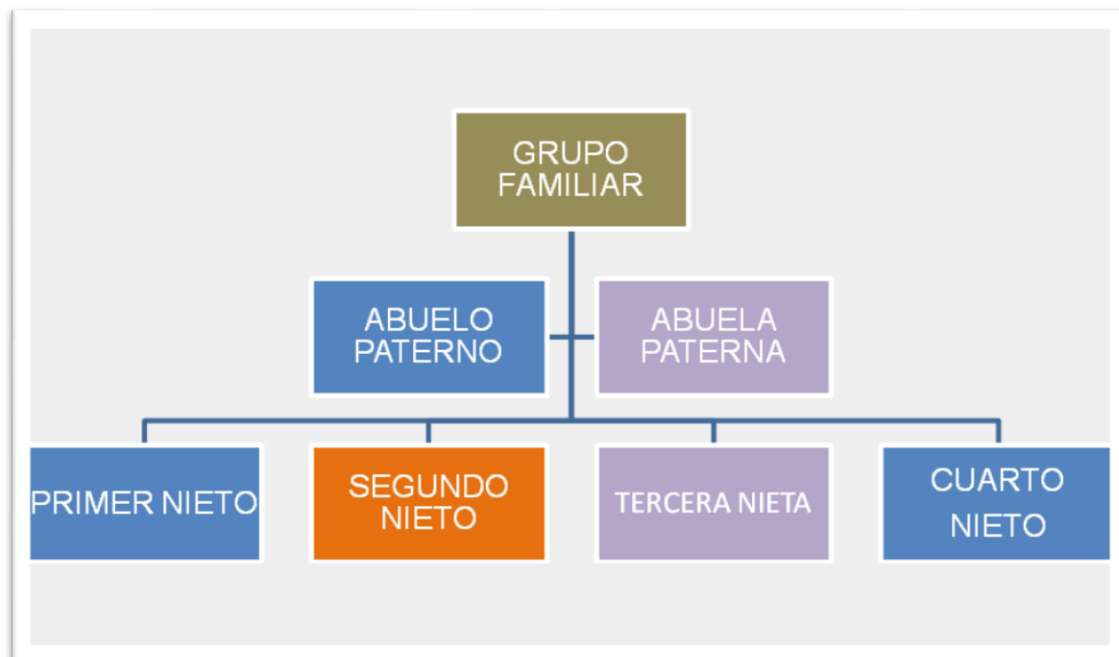 GRUPO
FAMILIAR
ABUELO
PATERNO
ABUELA
PATERNA
PRIMER NIETO
SEGUNDO
NIETO
TERCERA NIETA
CUARTO
NIETO